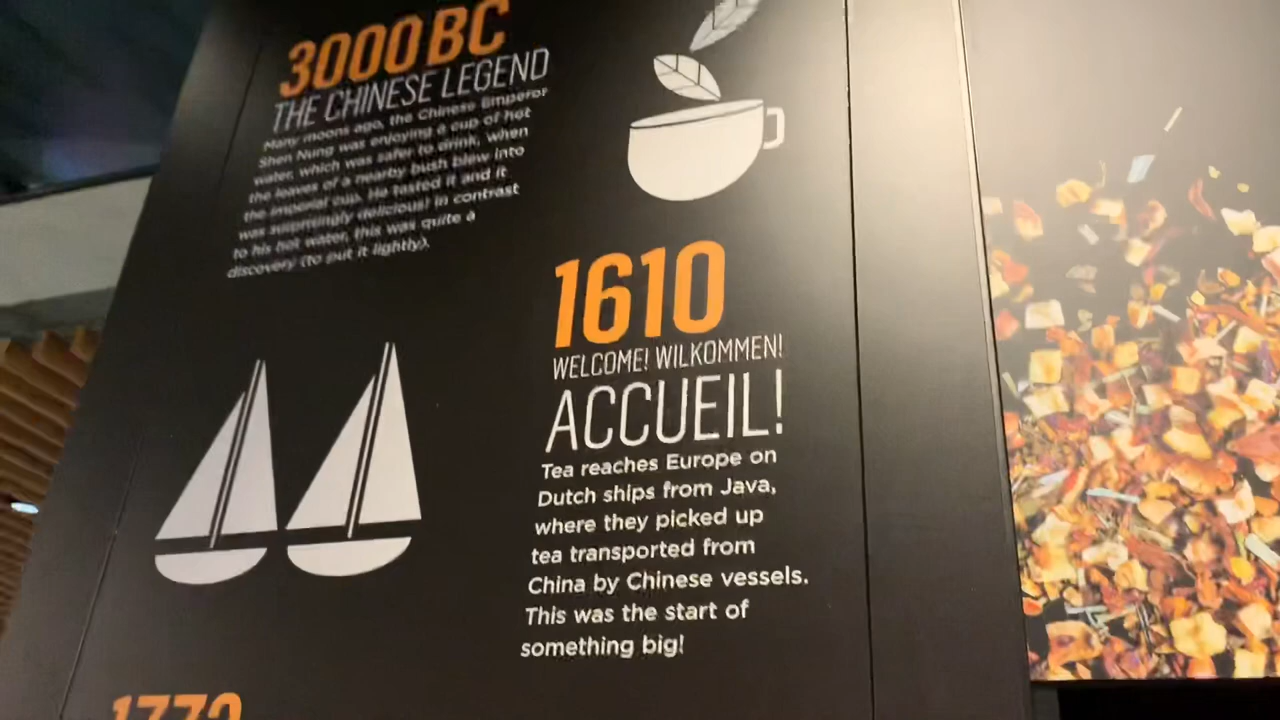 3000 BC
THE CHINESE LEGEND
Many moons ago, the Chinese Emperor
Shen Nung was enjoying a cup of hot
water, which was safer to drink, when
the leaves of a nearby bush blew into
the imperial cup. He tasted it and it
was surprisingly delicious! In contrast
to his hot water, this was quite a
discovery (to put it lightly).
1610
WELCOME! WILKOMMEN!
ACCUEIL!
Tea reaches Europe on
Dutch ships from Java,
where they picked up
tea transported from
China by Chinese vessels.
This was the start of
something big!